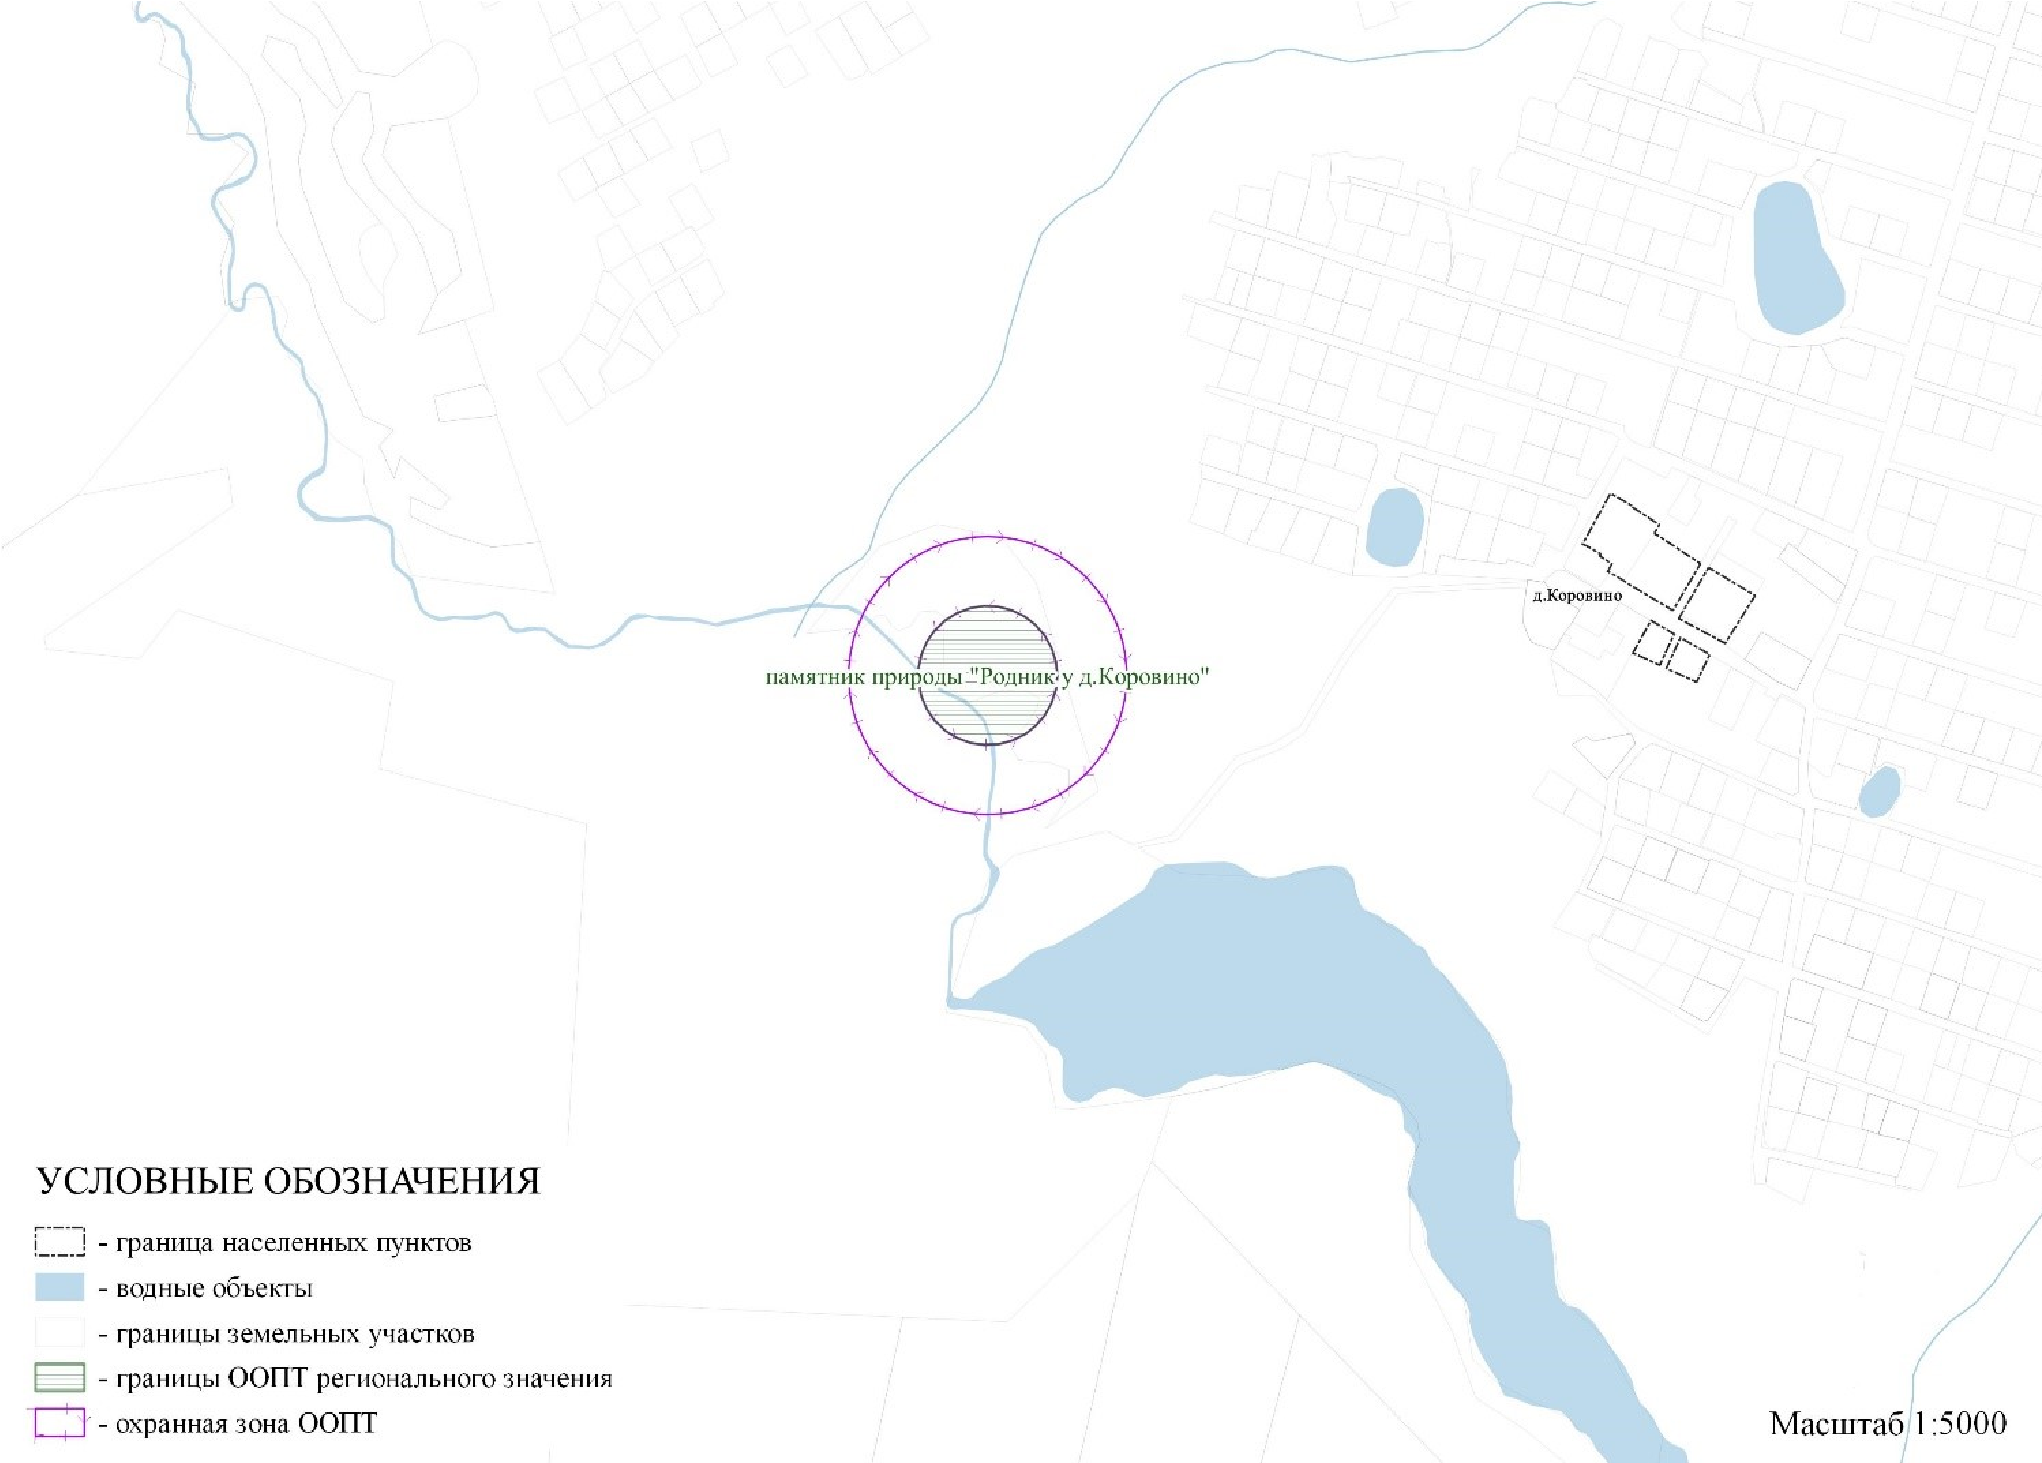 д.Коровино
памятник природы "Родник у д.Коровино"
УСЛОВНЫЕ ОБОЗНАЧЕНИЯ
- граница населенных пунктов
- водные объекты
- границы земельных участков
- границы ООПТ регионального значения
- охранная зона ООПТ
Масштаб 1:5000